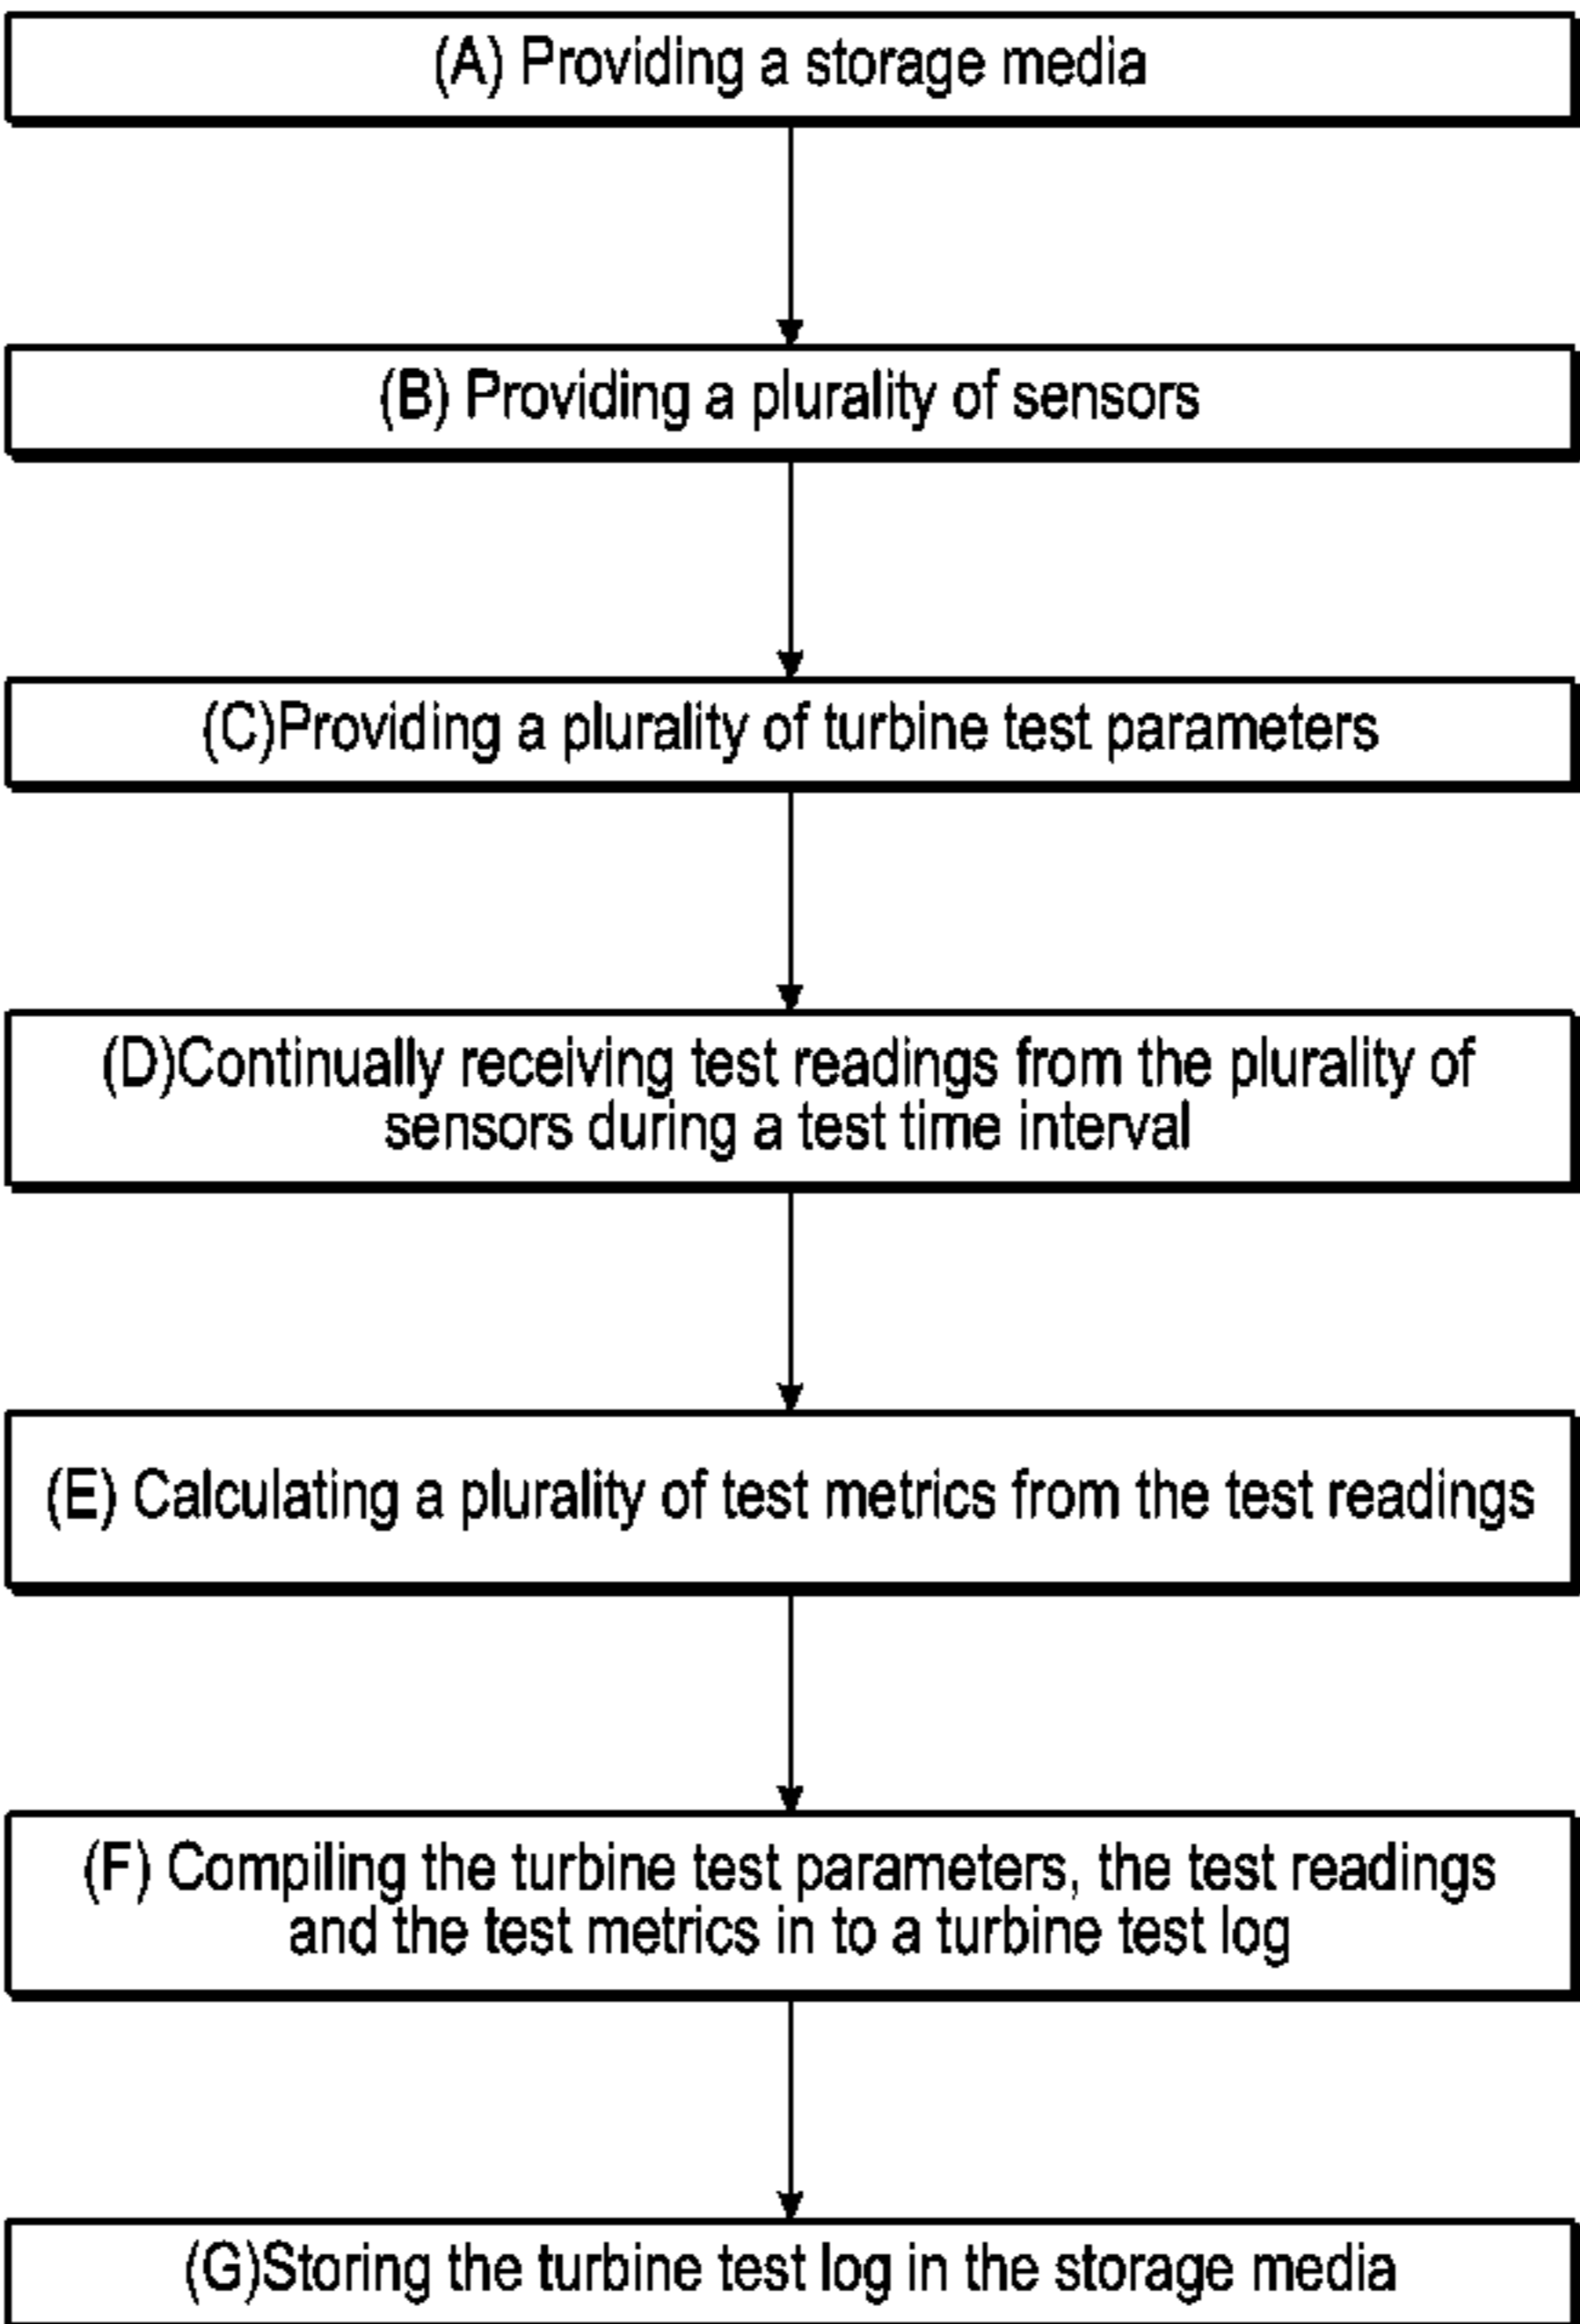 (A) Providing a storage media
(B) Providing a plurality of sensors
(C)Providing a plurality of turbine test parameters
(D)Continually receiving test readings from the plurality of
sensors during a test time interval
(E) Calculating a plurality of test metrics from the test readings
(F) Compiling the turbine test parameters, the test readings
and the test metrics in to a turbine test log
(G)Storing the turbine test log in the storage media